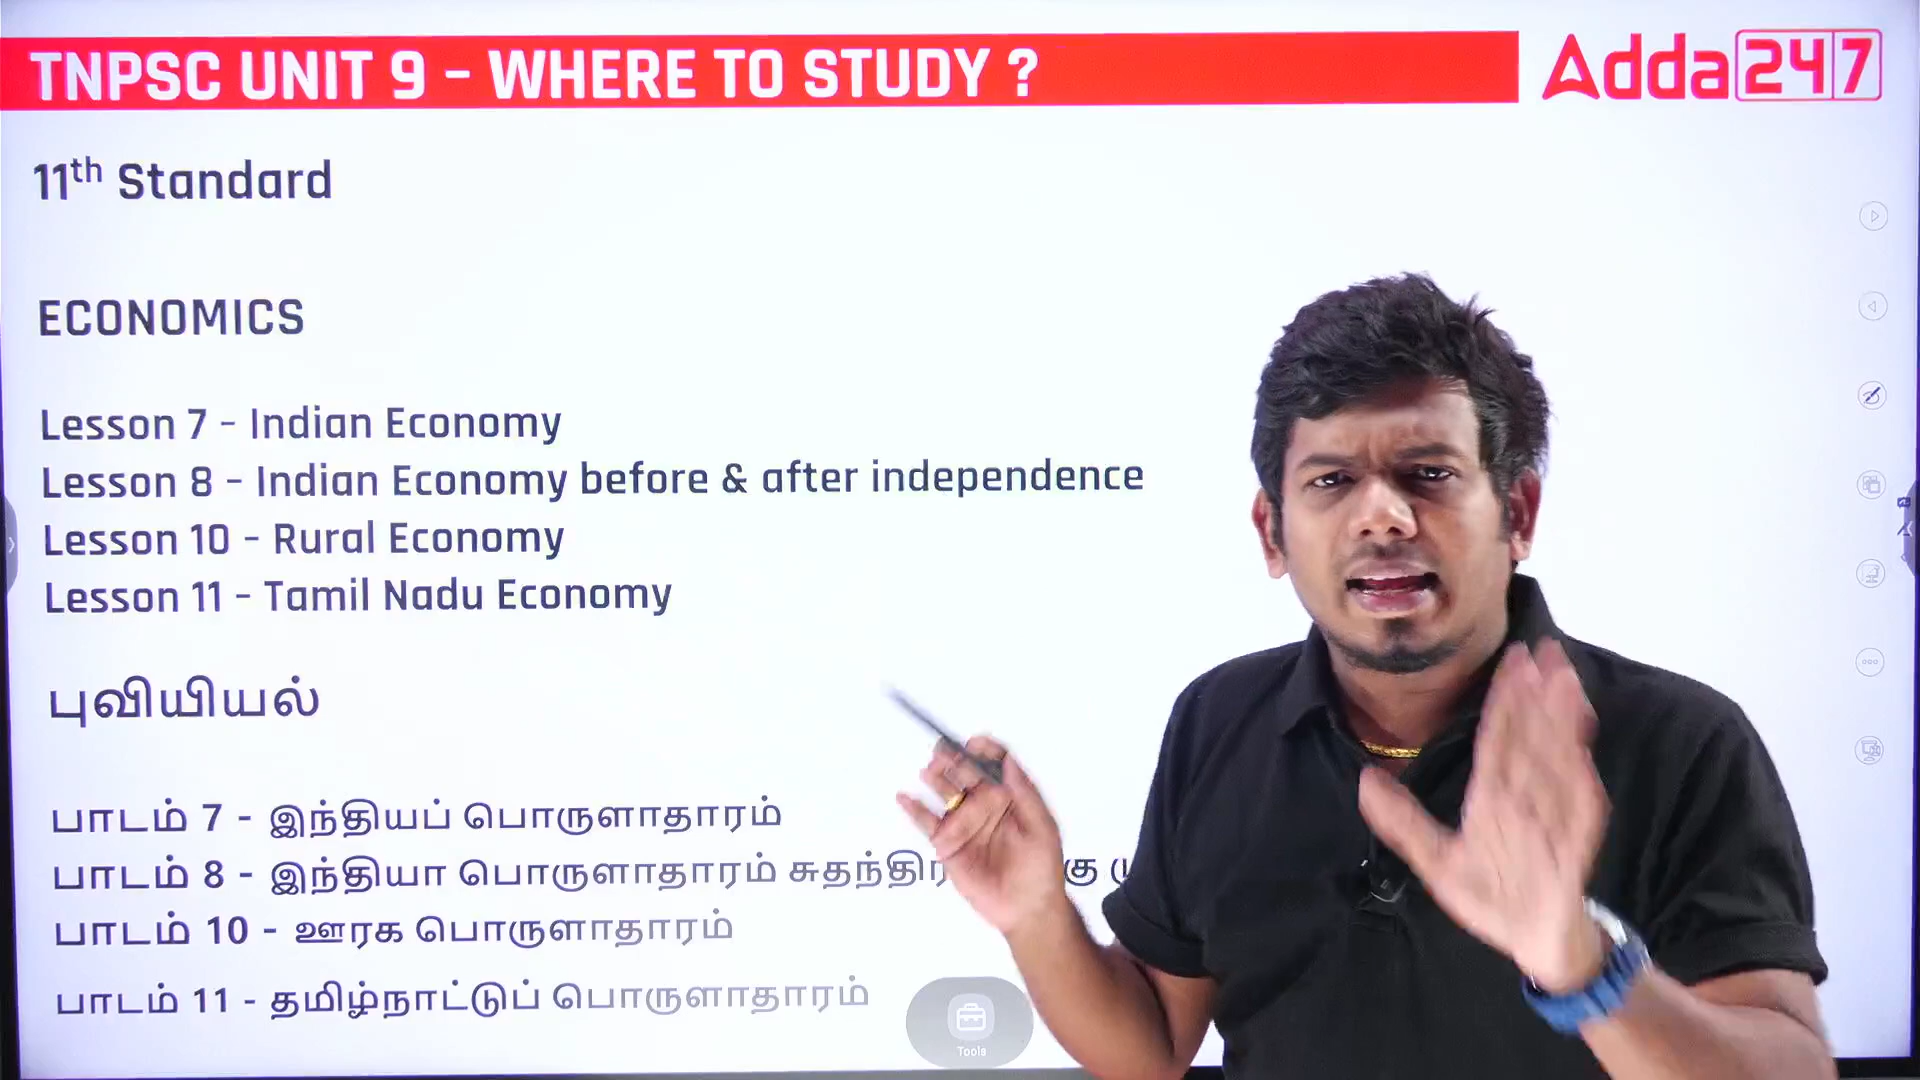 TNPSC UNIT 9 - WHERE TO STUDY ?
Adda247
11th Standard
ECONOMICS
Lesson 7 - Indian Economy
Lesson 8 - Indian Economy before & after independence
Lesson 10 - Rural Economy
Lesson 11 - Tamil Nadu Economy
புவியியல்
பாடம் 7 - இந்தியப் பொருளாதாரம்
பாடம் 8 - இந்தியா பொருளாதாரம்
பாடம் 10 - ஊரக பொருளாதாரம்
பாடம் 11 - தமிழ்நாட்டுப் பொருளாதாரம்
Tools